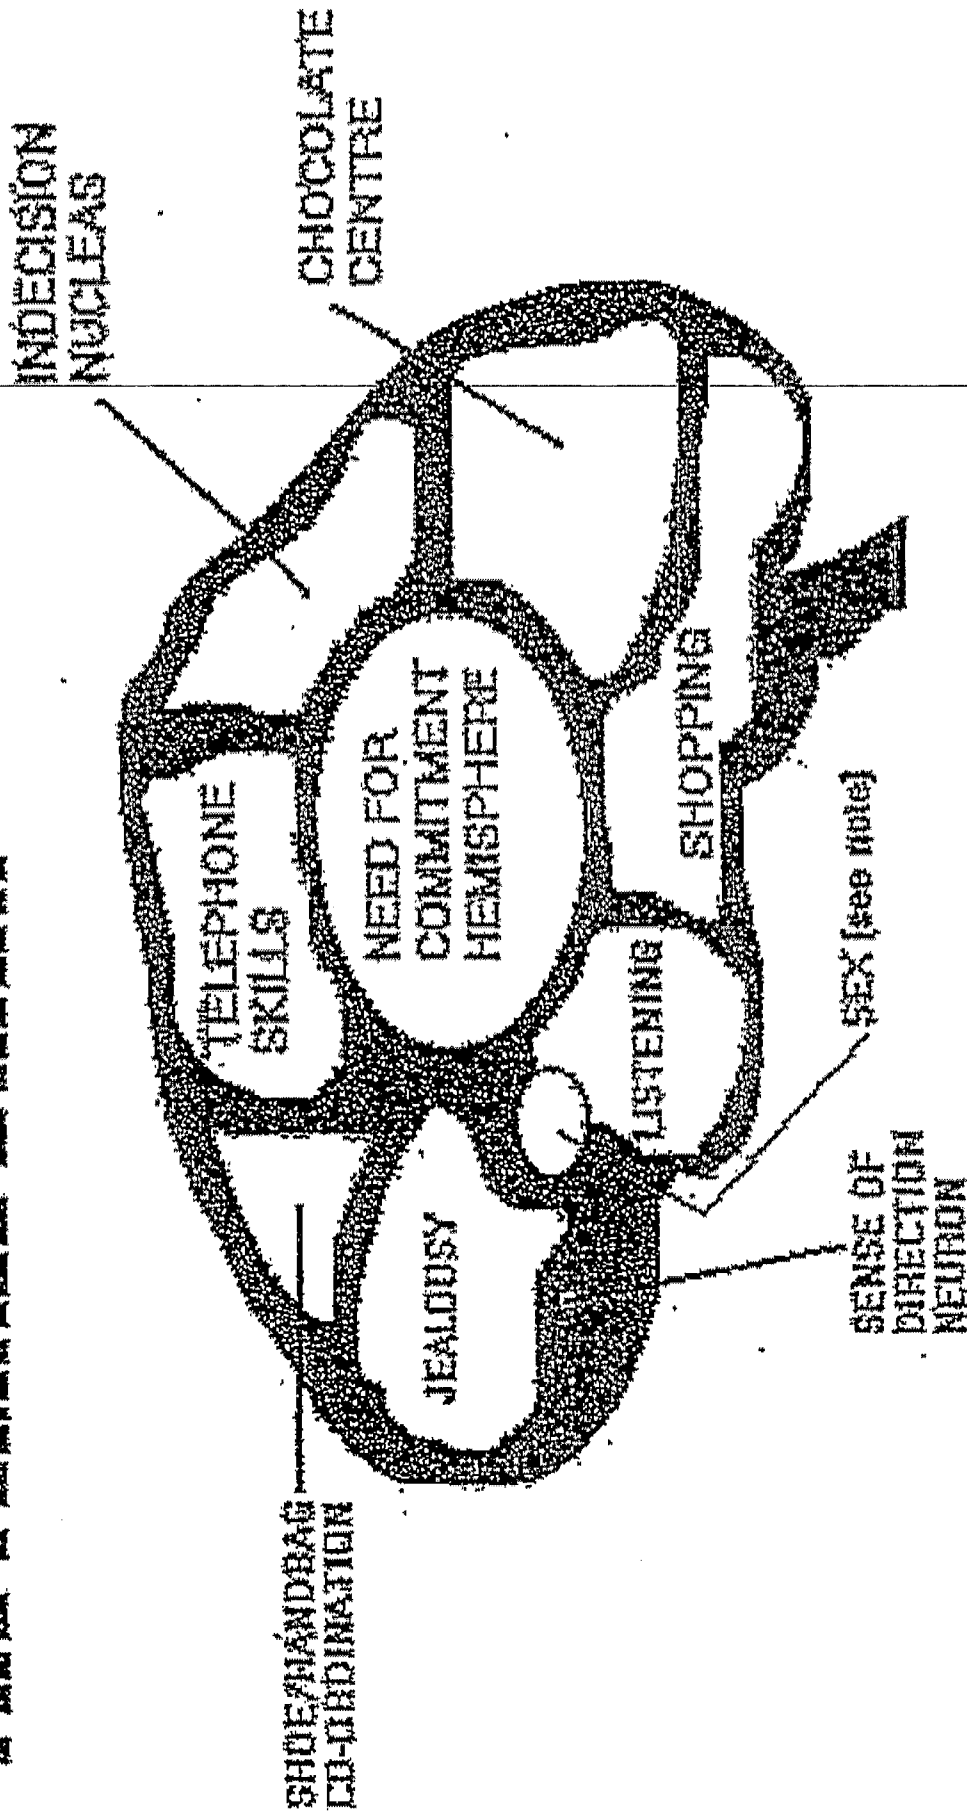 INDECISION
NUCLEAS
CHOCOLATE
CENTRE
TELEPHONE
SKILLS
NEED FOR
COMMITMENT
HEMISPHERE
SHOPPING
LISTENING
JEALOUSY
SHOE/HANDBAG
CO-ORDINATION
SEX (see note)
SENSE OF
DIRECTION
NEURON